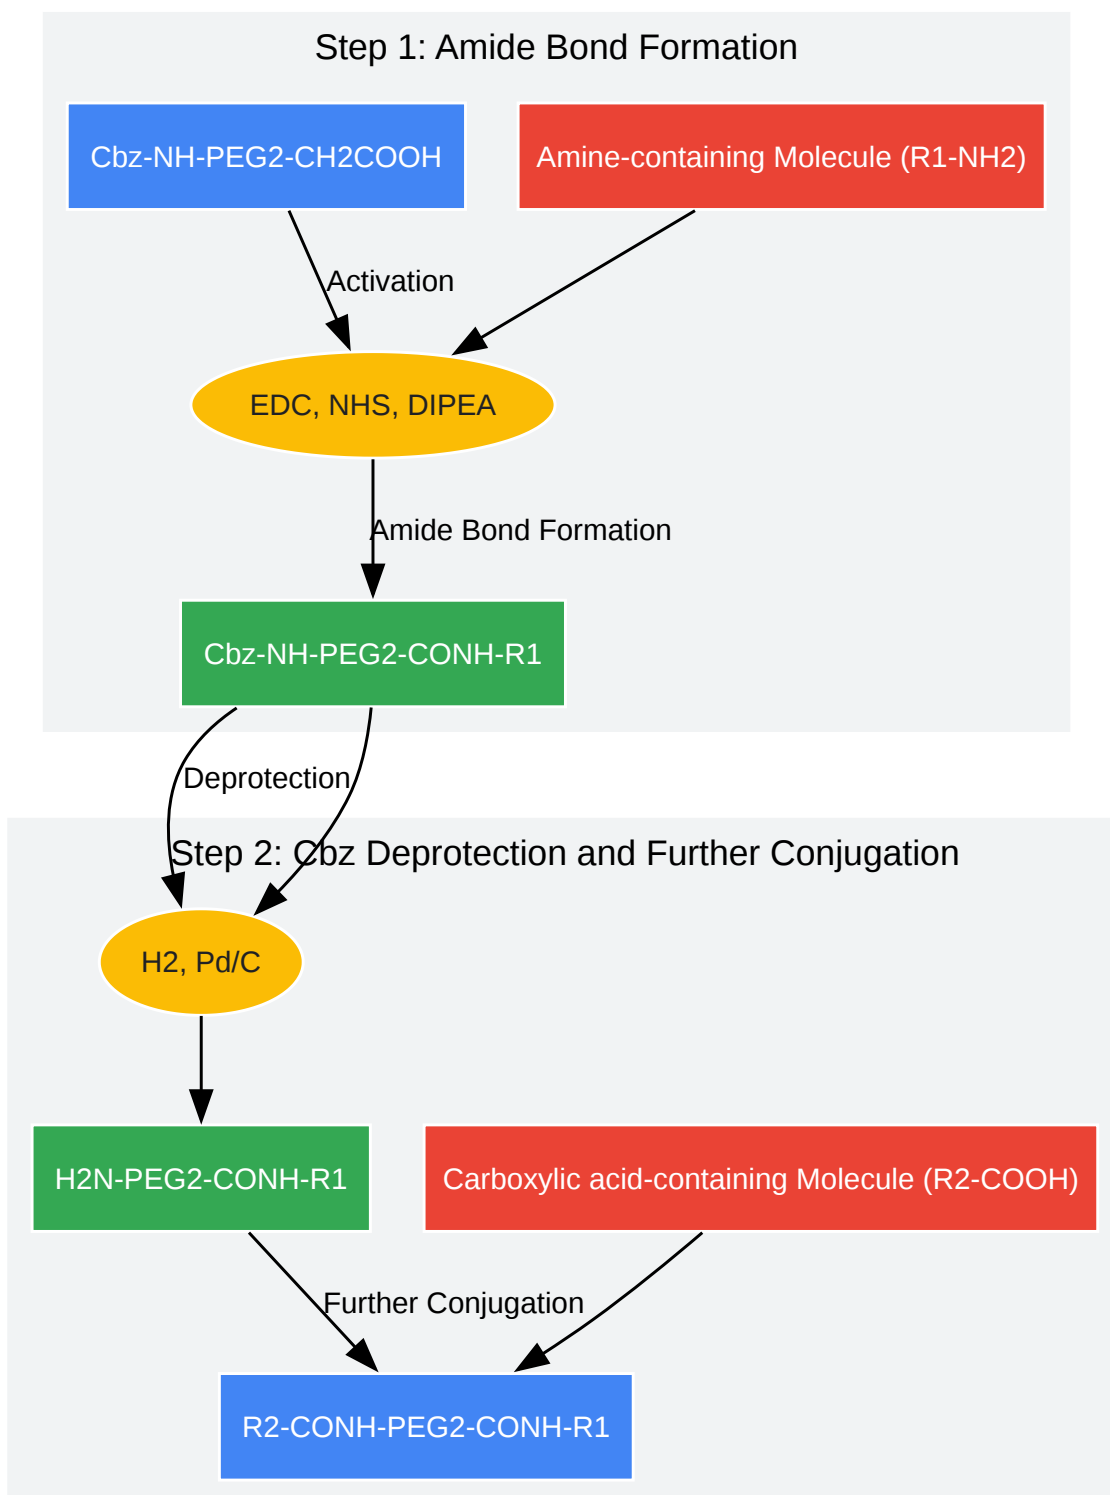 Step 1: Amide Bond Formation
Cbz-NH-PEG2-CH2COOH
Amine-containing Molecule (R1-NH2)
Activation
EDC, NHS, DIPEA
Amide Bond Formation
Cbz-NH-PEG2-CONH-R1
Deprotection
Step 2: Cbz Deprotection and Further Conjugation
H2, Pd/C
H2N-PEG2-CONH-R1
Carboxylic acid-containing Molecule (R2-COOH)
Further Conjugation
R2-CONH-PEG2-CONH-R1